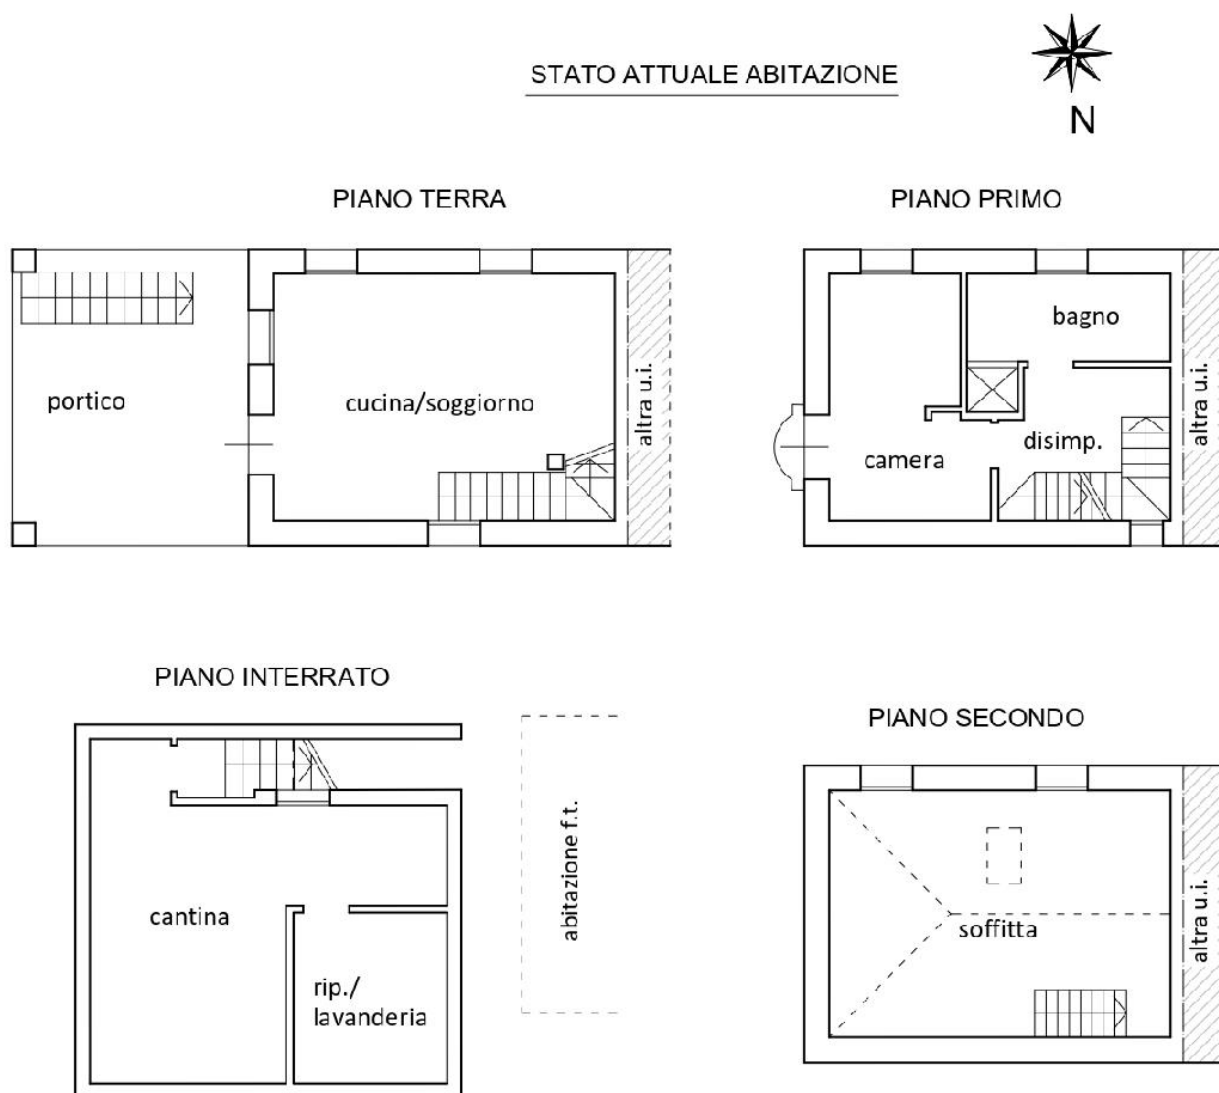 STATO ATTUALE ABITAZIONE
N
PIANO TERRA
portico
cucina/soggiorno
altra u.i.
PIANO PRIMO
bagno
camera
disimp.
altra u.i.
PIANO INTERRATO
cantina
rip./
lavanderia
abitazione f.t.
PIANO SECONDO
soffitta
altra u.i.